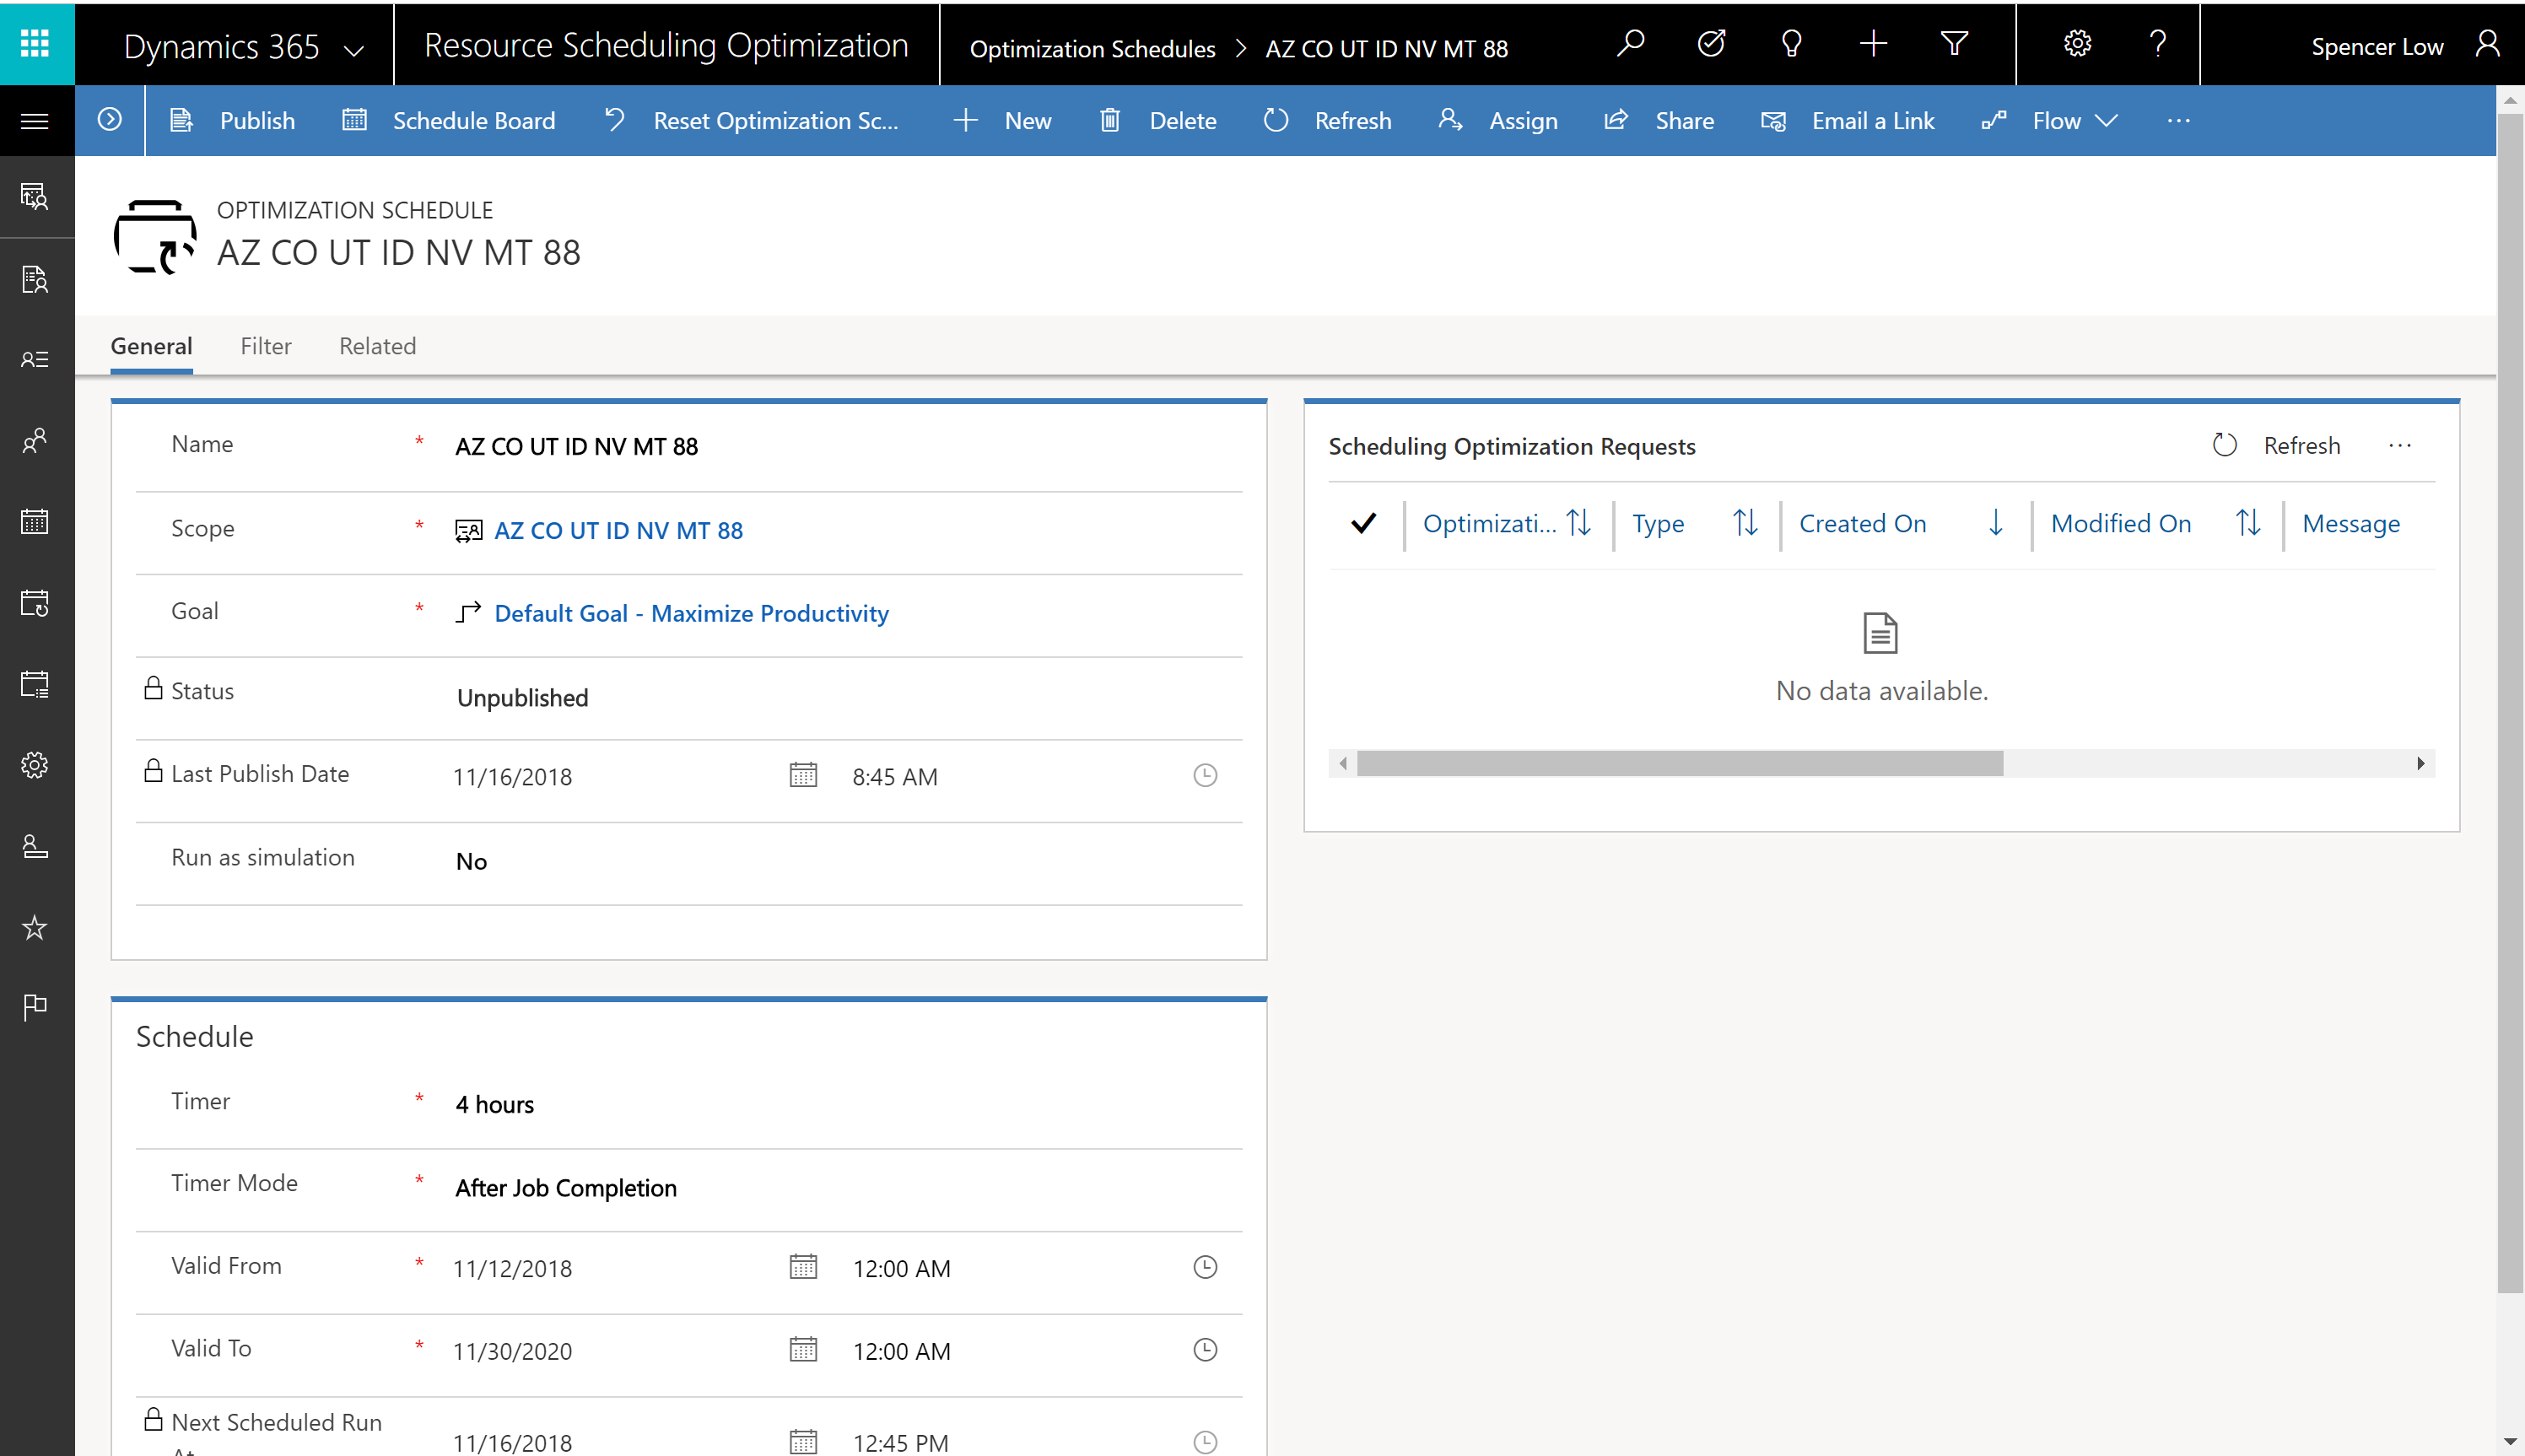 Dynamics 365
Resource Scheduling Optimization
Optimization Schedules > AZ CO UT ID NV MT 88
Spencer Low
Publish
Schedule Board
Reset Optimization Sc...
New
Delete
Refresh
Assign
Share
Email a Link
Flow
...
OPTIMIZATION SCHEDULE
AZ CO UT ID NV MT 88
General
Filter
Related
Name * AZ CO UT ID NV MT 88
Scope * AZ CO UT ID NV MT 88
Goal * Default Goal - Maximize Productivity
Status Unpublished
Last Publish Date 11/16/2018 8:45 AM
Run as simulation No
Scheduling Optimization Requests
Refresh
...
Optimizati... Type Created On Modified On Message
No data available.
Schedule
Timer * 4 hours
Timer Mode * After Job Completion
Valid From * 11/12/2018 12:00 AM
Valid To * 11/30/2020 12:00 AM
Next Scheduled Run 11/16/2018 12:45 PM